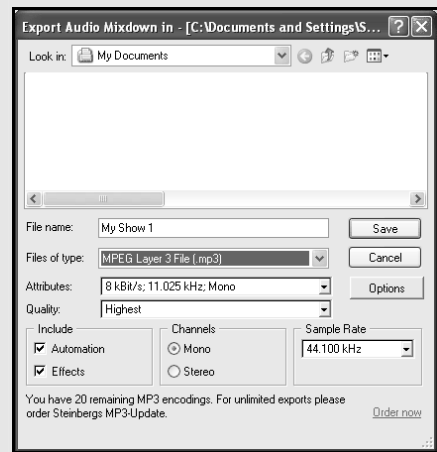 Export Audio Mixdown in - [C:\Documents and Settings\S...
Look in: My Documents
File name: My Show 1 Save
Files of type: MPEG Layer 3 File (.mp3) Cancel
Attributes: 8 kBit/s; 11.025 kHz; Mono Options
Quality: Highest
Include Channels Sample Rate
Automation Mono 44.100 kHz
Effects Stereo
You have 20 remaining MP3 encodings. For unlimited exports please
order Steinbergs MP3-Update. Order now